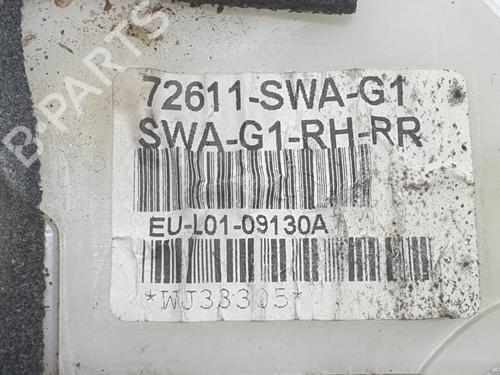 B-PARTS
72611-SWA-G1
SWA-G1-RH-RR
EU-L01-09130A
*WJ38305*